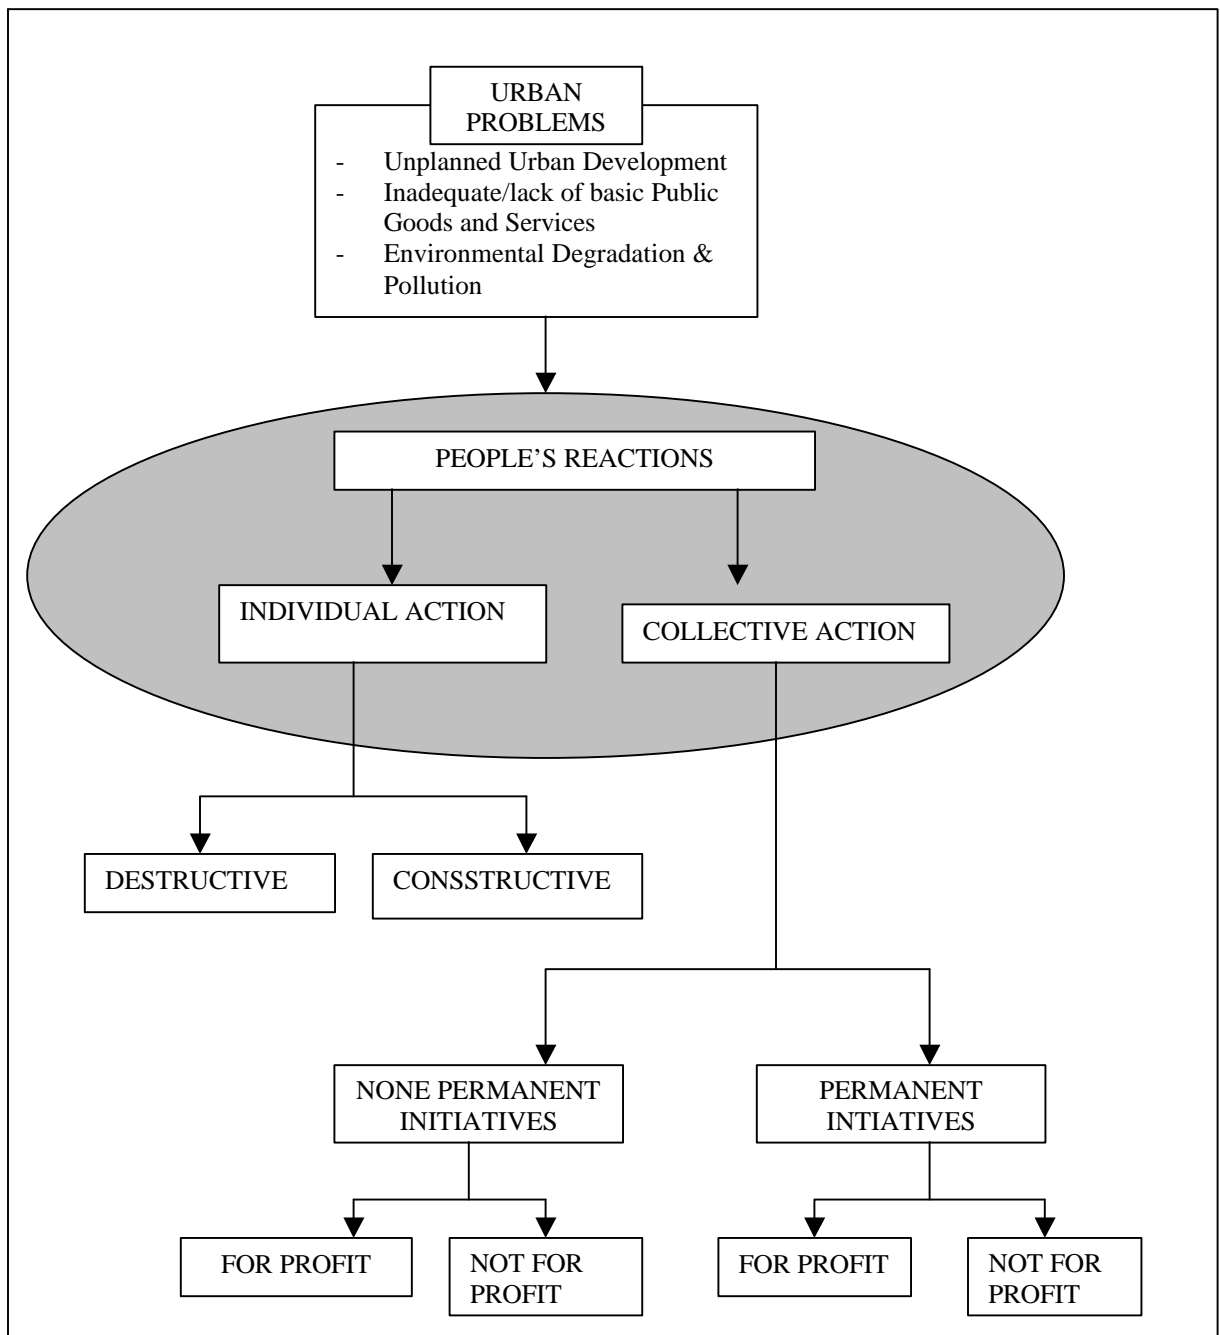 URBAN
PROBLEMS
- Unplanned Urban Development
- Inadequate/lack of basic Public
Goods and Services
- Environmental Degradation &
Pollution
PEOPLE'S REACTIONS
INDIVIDUAL ACTION
COLLECTIVE ACTION
DESTRUCTIVE
CONSSTRUCTIVE
NONE PERMANENT
INITIATIVES
PERMANENT
INTIATIVES
FOR PROFIT
NOT FOR
PROFIT
FOR PROFIT
NOT FOR
PROFIT